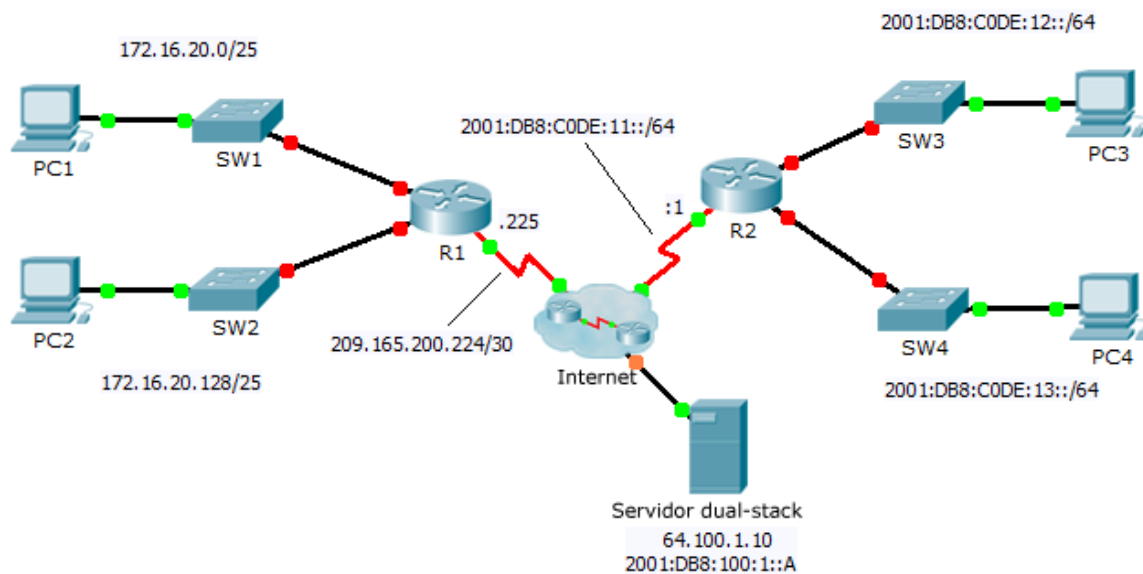 2001:DB8:C0DE:12::/64
172.16.20.0/25
PC1
SW1
2001:DB8:C0DE:11::/64
SW3
PC3
:1
.225
R1
R2
PC2
SW2
209.165.200.224/30
Internet
SW4
PC4
172.16.20.128/25
2001:DB8:C0DE:13::/64
Servidor dual-stack
64.100.1.10
2001:DB8:100:1::A